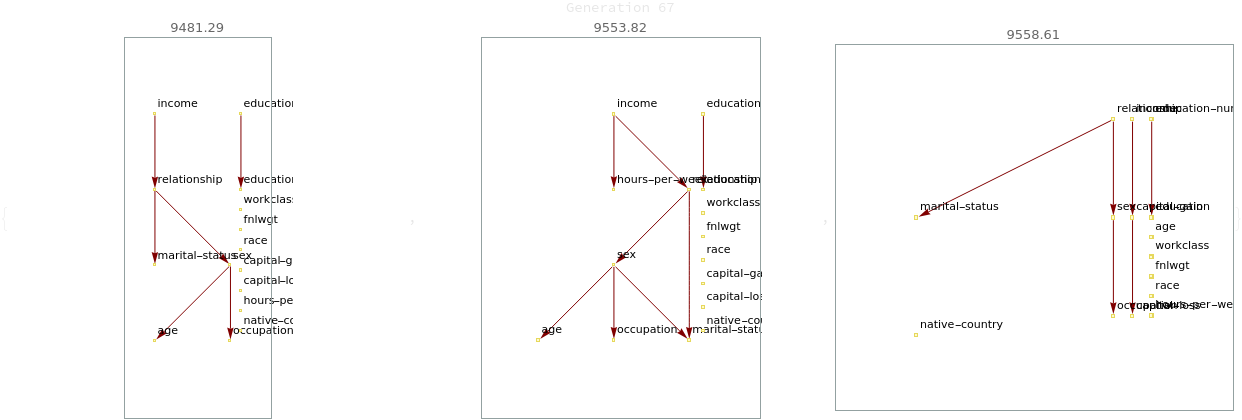 Generation 67
9481.29
income
education
relationship
education
workclass
fnlwgt
race
marital-status
sex
capital-g
capital-lo
hours-pe
native-co
age
occupation
9553.82
income
education
hours-per-week
relationship
education
workclass
fnlwgt
sex
race
capital-ga
capital-los
native-cou
age
occupation
marital-statu
,
,
9558.61
relationship
income
education-num
marital-status
sex
capital-gain
education
age
workclass
fnlwgt
race
occupation
capital-loss
hours-per-we
native-country